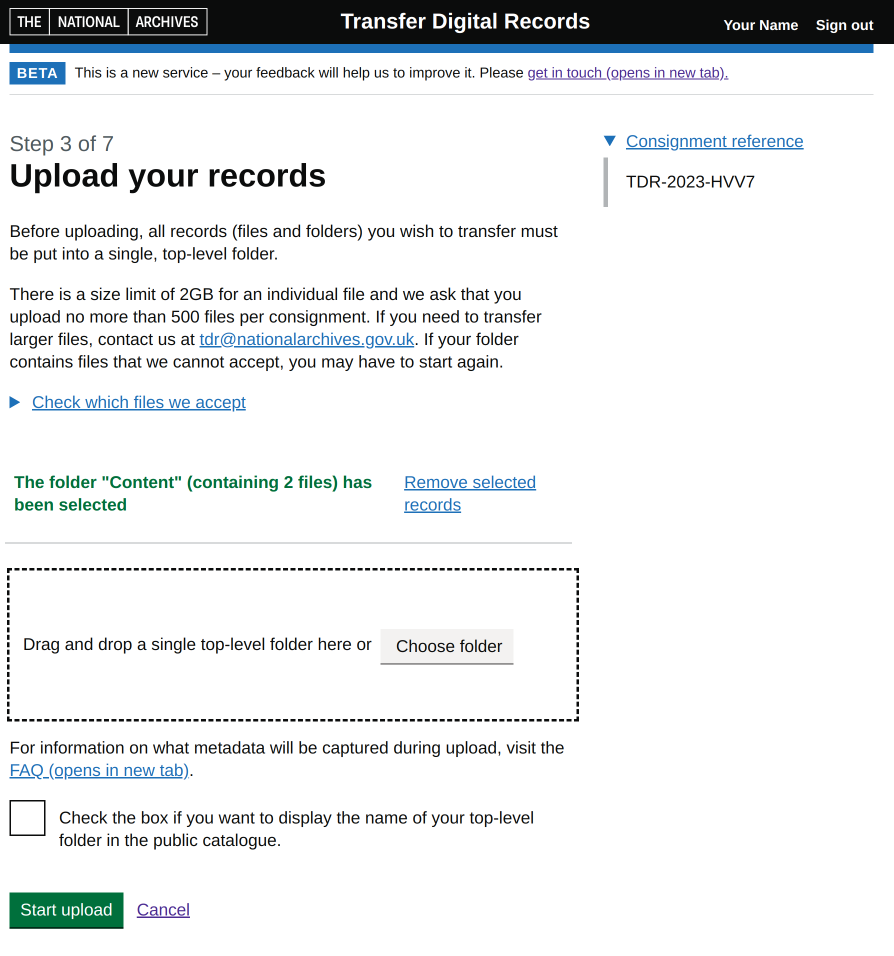 THE NATIONAL ARCHIVES
Transfer Digital Records
Your Name Sign out
BETA This is a new service – your feedback will help us to improve it. Please get in touch (opens in new tab).
Step 3 of 7
Upload your records
Consignment reference
TDR-2023-HVV7
Before uploading, all records (files and folders) you wish to transfer must
be put into a single, top-level folder.
There is a size limit of 2GB for an individual file and we ask that you
upload no more than 500 files per consignment. If you need to transfer
larger files, contact us at tdr@nationalarchives.gov.uk. If your folder
contains files that we cannot accept, you may have to start again.
Check which files we accept
The folder "Content" (containing 2 files) has
been selected
Remove selected
records
Drag and drop a single top-level folder here or Choose folder
For information on what metadata will be captured during upload, visit the
FAQ (opens in new tab).
Check the box if you want to display the name of your top-level
folder in the public catalogue.
Start upload Cancel